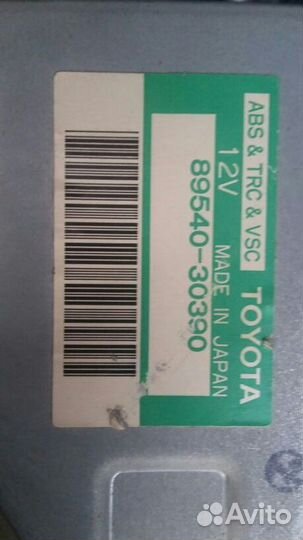 ABS & TRC & VSC TOYOTA
12V MADE IN JAPAN
89540-30390
Avito